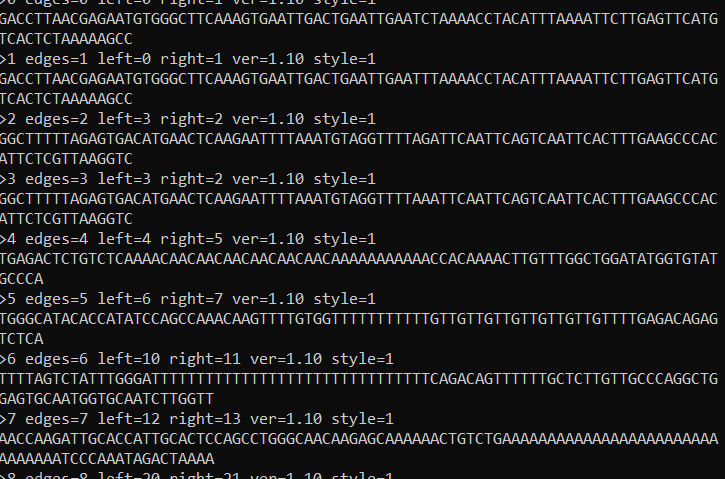 >0 edges=0 left=0 right=1 ver=1.10 style=1
GACCTTAACGAGAATGTGGGCTTCAAAGTGAATTGACTGAATTGAATCTAAAACCTACATTTAAAATTCTTGAGTTCATG
TCACTCTAAAAAGCC
>1 edges=1 left=0 right=1 ver=1.10 style=1
GACCTTAACGAGAATGTGGGCTTCAAAGTGAATTGACTGAATTGAATTTAAAACCTACATTTAAAATTCTTGAGTTCATG
TCACTCTAAAAAGCC
>2 edges=2 left=3 right=2 ver=1.10 style=1
GGCTTTTTAGAGTGACATGAACTCAAGAATTTTAAATGTAGGTTTTAGATTCAATTCAGTCAATTCACTTTGAAGCCCAC
ATTCTCGTTAAGGTC
>3 edges=3 left=3 right=2 ver=1.10 style=1
GGCTTTTTAGAGTGACATGAACTCAAGAATTTTAAATGTAGGTTTTAAATTCAATTCAGTCAATTCACTTTGAAGCCCAC
ATTCTCGTTAAGGTC
>4 edges=4 left=4 right=5 ver=1.10 style=1
TGAGACTCTGTCTCAAAACAACAACAACAACAACAACAAAAAAAAAAACCACAAAACTTGTTTGGCTGGATATGGTGTAT
GCCCA
>5 edges=5 left=6 right=7 ver=1.10 style=1
TGGGCATACACCATATCCAGCCAAACAAGTTTTGTGGTTTTTTTTTTTGTTGTTGTTGTTGTTGTTGTTTTGAGACAGAG
TCTCA
>6 edges=6 left=10 right=11 ver=1.10 style=1
TTTTAGTCTATTTGGGATTTTTTTTTTTTTTTTTTTTTTTTTTTTTTTCAGACAGTTTTTTGCTCTTGTTGCCCAGGCTG
GAGTGCAATGGTGCAATCTTGGTT
>7 edges=7 left=12 right=13 ver=1.10 style=1
AACCAAGATTGCACCATTGCACTCCAGCCTGGGCAACAAGAGCAAAAAACTGTCTGAAAAAAAAAAAAAAAAAAAAAAAA
AAAAAAATCCCAAATAGACTAAAA
>8 edges=8 left=20 right=21 ver=1.10 style=1